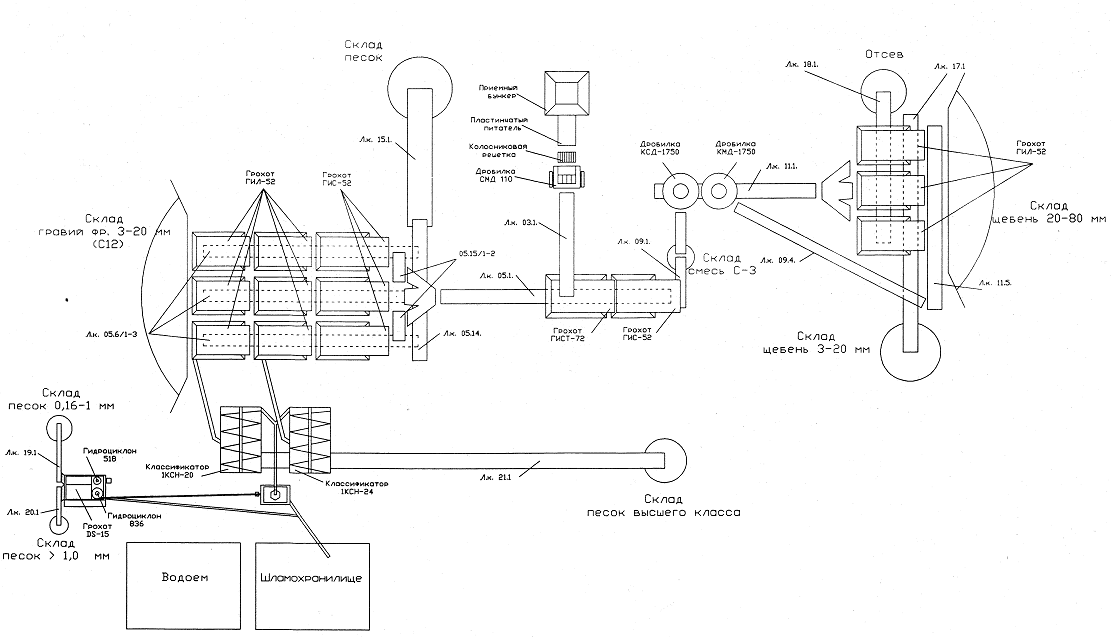 Склад
песок
Лк. 15.1.
Приемный
бункер
Пластинчатый
питатель
Колосниковая
решетка
Дробилка
СМД 110
Лк. 03.1.
Дробилка
КСД-1750
Дробилка
КМД-1750
Лк. 11.1.
Лк. 18.1.
Отсев
Лк. 17.1
Грохот
ГИЛ-52
Склад
щебень 20-80 мм
Лк. 11.5.
Лк. 09.4.
Склад
щебень 3-20 мм
Лк. 09.1.
Склад
смесь С-3
Лк. 05.1.
Грохот
ГИСТ-72
Грохот
ГИС-52
05.15/1-2
Лк. 05.14.
Грохот
ГИЛ-52
Грохот
ГИС-52
Склад
гравий фр. 3-20 мм
(С12)
Лк. 05.6/1-3
Склад
песок 0,16-1 мм
Лк. 19.1
Гидроциклон
518
Лк. 20.1
Гидроциклон
836
Грохот
DS-15
Склад
песок > 1,0 мм
Классификатор
1КСН-20
Классификатор
1КСН-24
Лк. 21.1
Склад
песок высшего класса
Водоем
Шламохранилище